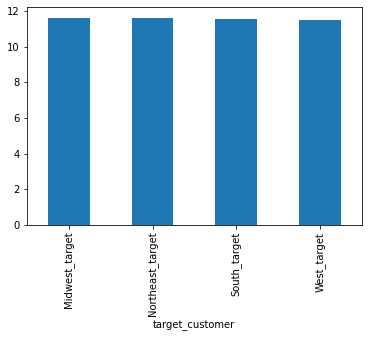 12
10
8
6
4
2
0
Midwest_target
Northeast_target
South_target
West_target
target_customer